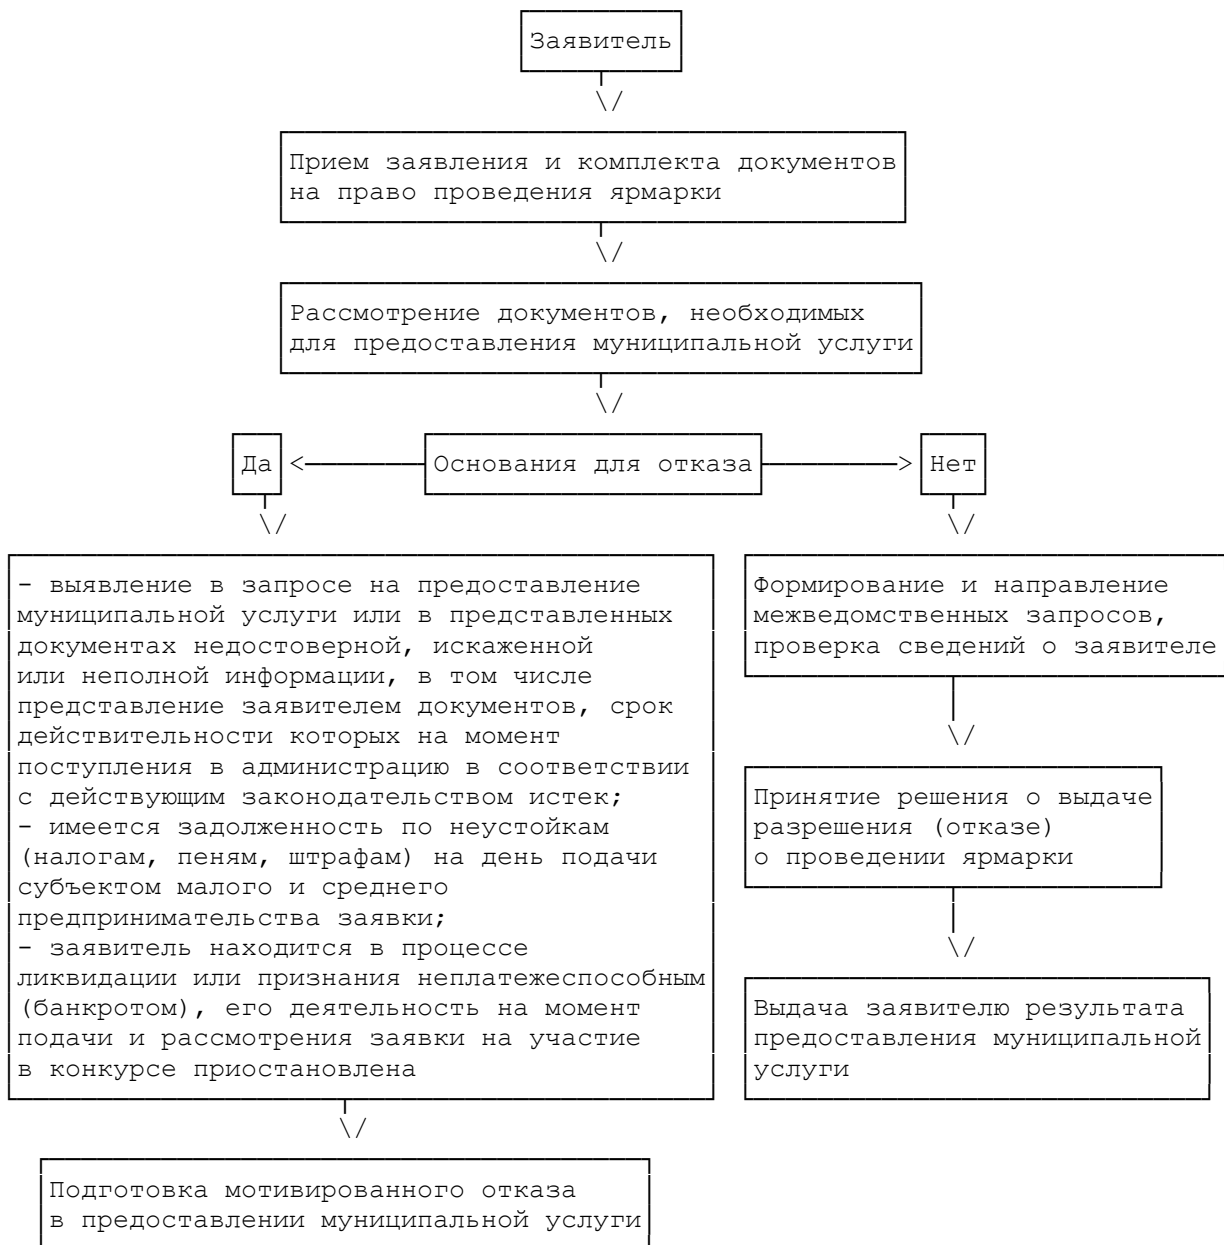 Заявитель
Прием заявления и комплекта документов
на право проведения ярмарки
Рассмотрение документов, необходимых
для предоставления муниципальной услуги
Да
Основания для отказа
Нет
- выявление в запросе на предоставление
муниципальной услуги или в представленных
документах недостоверной, искаженной
или неполной информации, в том числе
представление заявителем документов, срок
действительности которых на момент
поступления в администрацию в соответствии
с действующим законодательством истек;
- имеется задолженность по неустойкам
(налогам, пеням, штрафам) на день подачи
субъектом малого и среднего
предпринимательства заявки;
- заявитель находится в процессе
ликвидации или признания неплатежеспособным
(банкротом), его деятельность на момент
подачи и рассмотрения заявки на участие
в конкурсе приостановлена
Подготовка мотивированного отказа
в предоставлении муниципальной услуги
Формирование и направление
межведомственных запросов,
проверка сведений о заявителе
Принятие решения о выдаче
разрешения (отказе)
о проведении ярмарки
Выдача заявителю результата
предоставления муниципальной
услуги